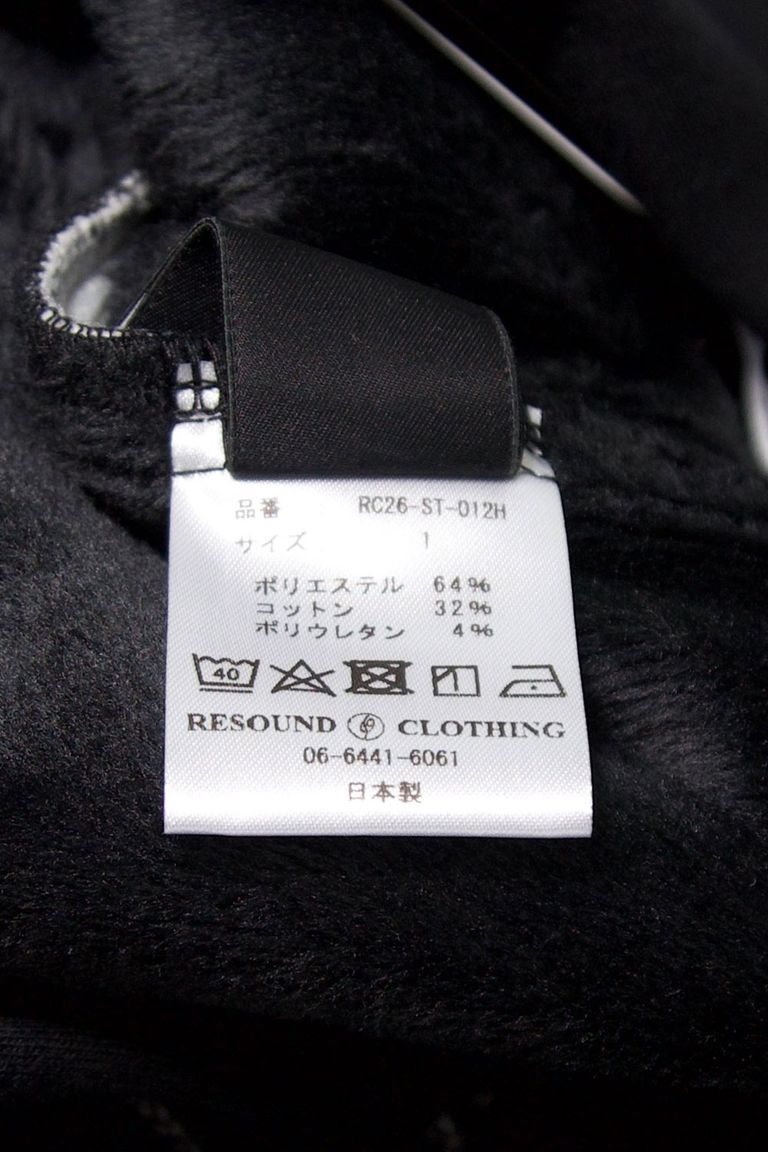 品番 RC26-ST-012H
サイズ 1
ポリエステル 64%
コットン 32%
ポリウレタン 4%
40
RESOUND CLOTHING
06-6441-6061
日本製